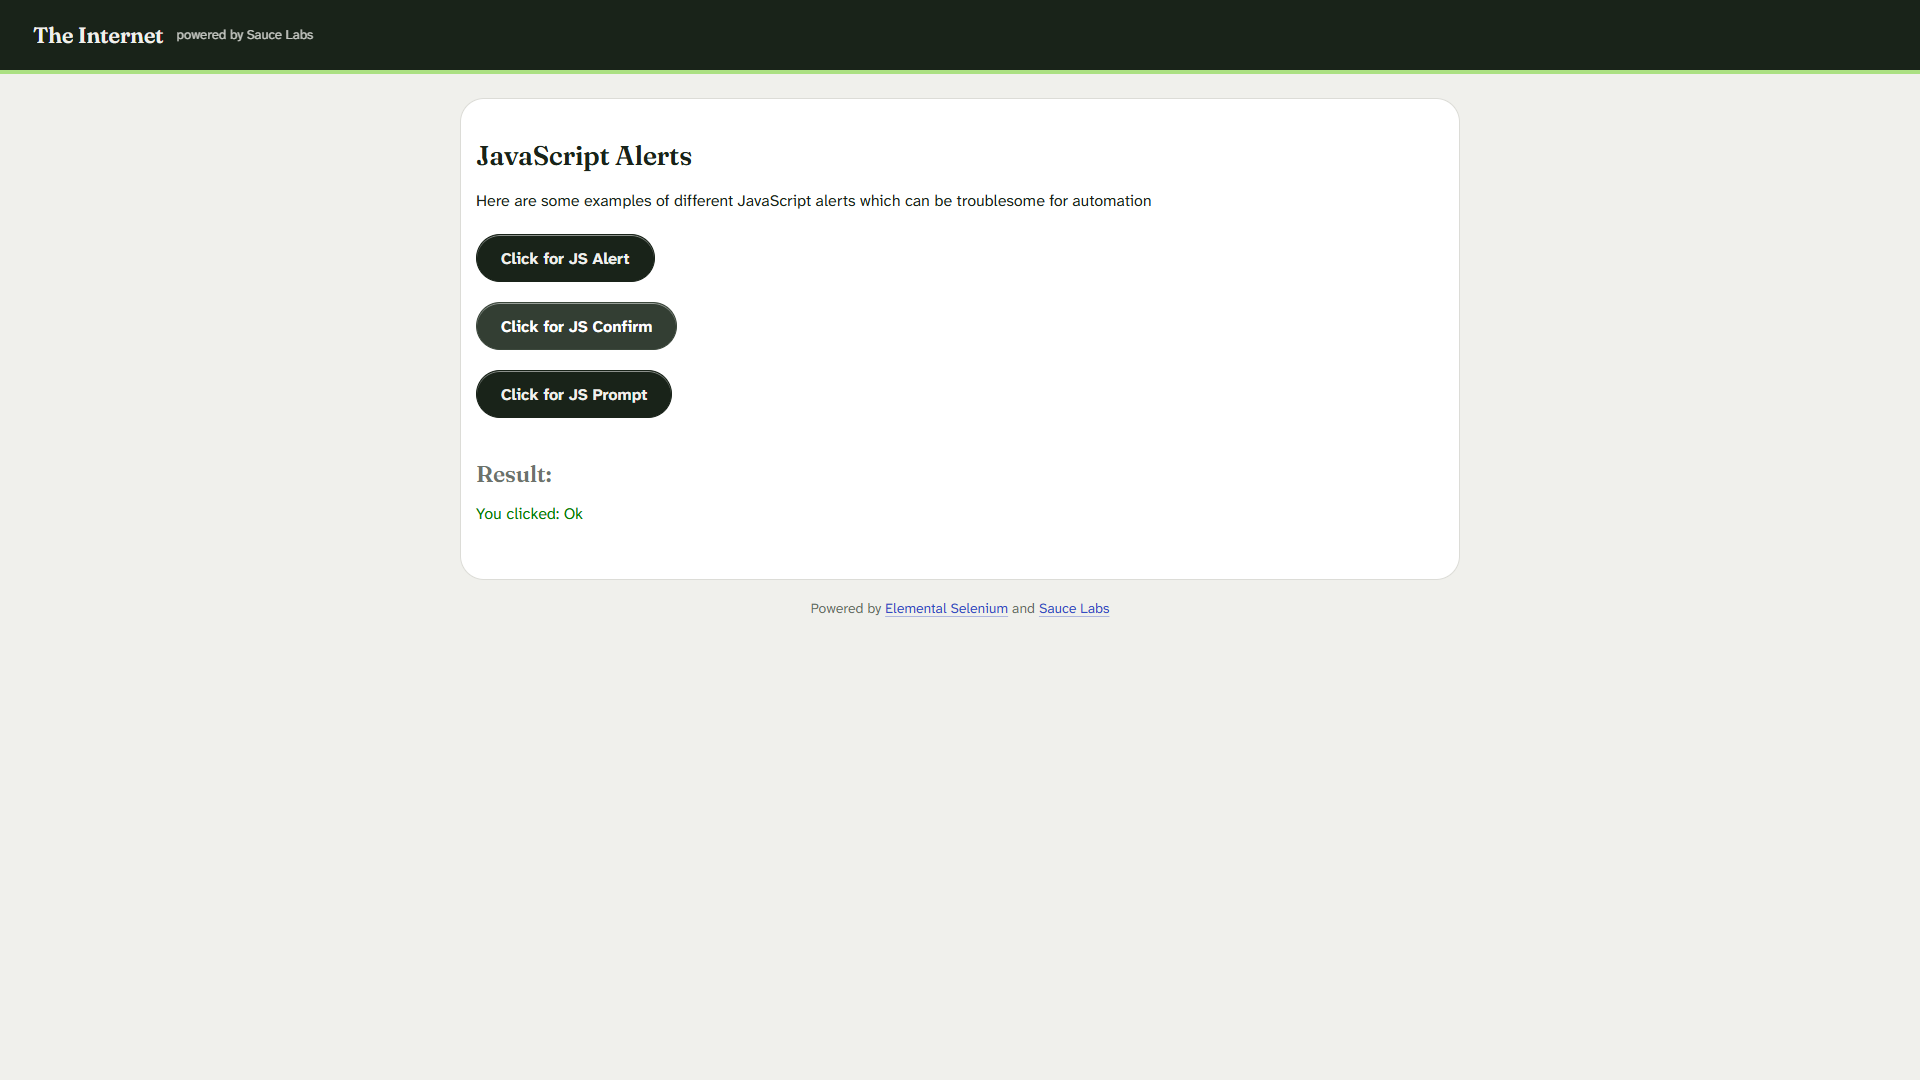 The Internet powered by Sauce Labs
JavaScript Alerts
Here are some examples of different JavaScript alerts which can be troublesome for automation
Click for JS Alert
Click for JS Confirm
Click for JS Prompt
Result:
You clicked: Ok
Powered by Elemental Selenium and Sauce Labs